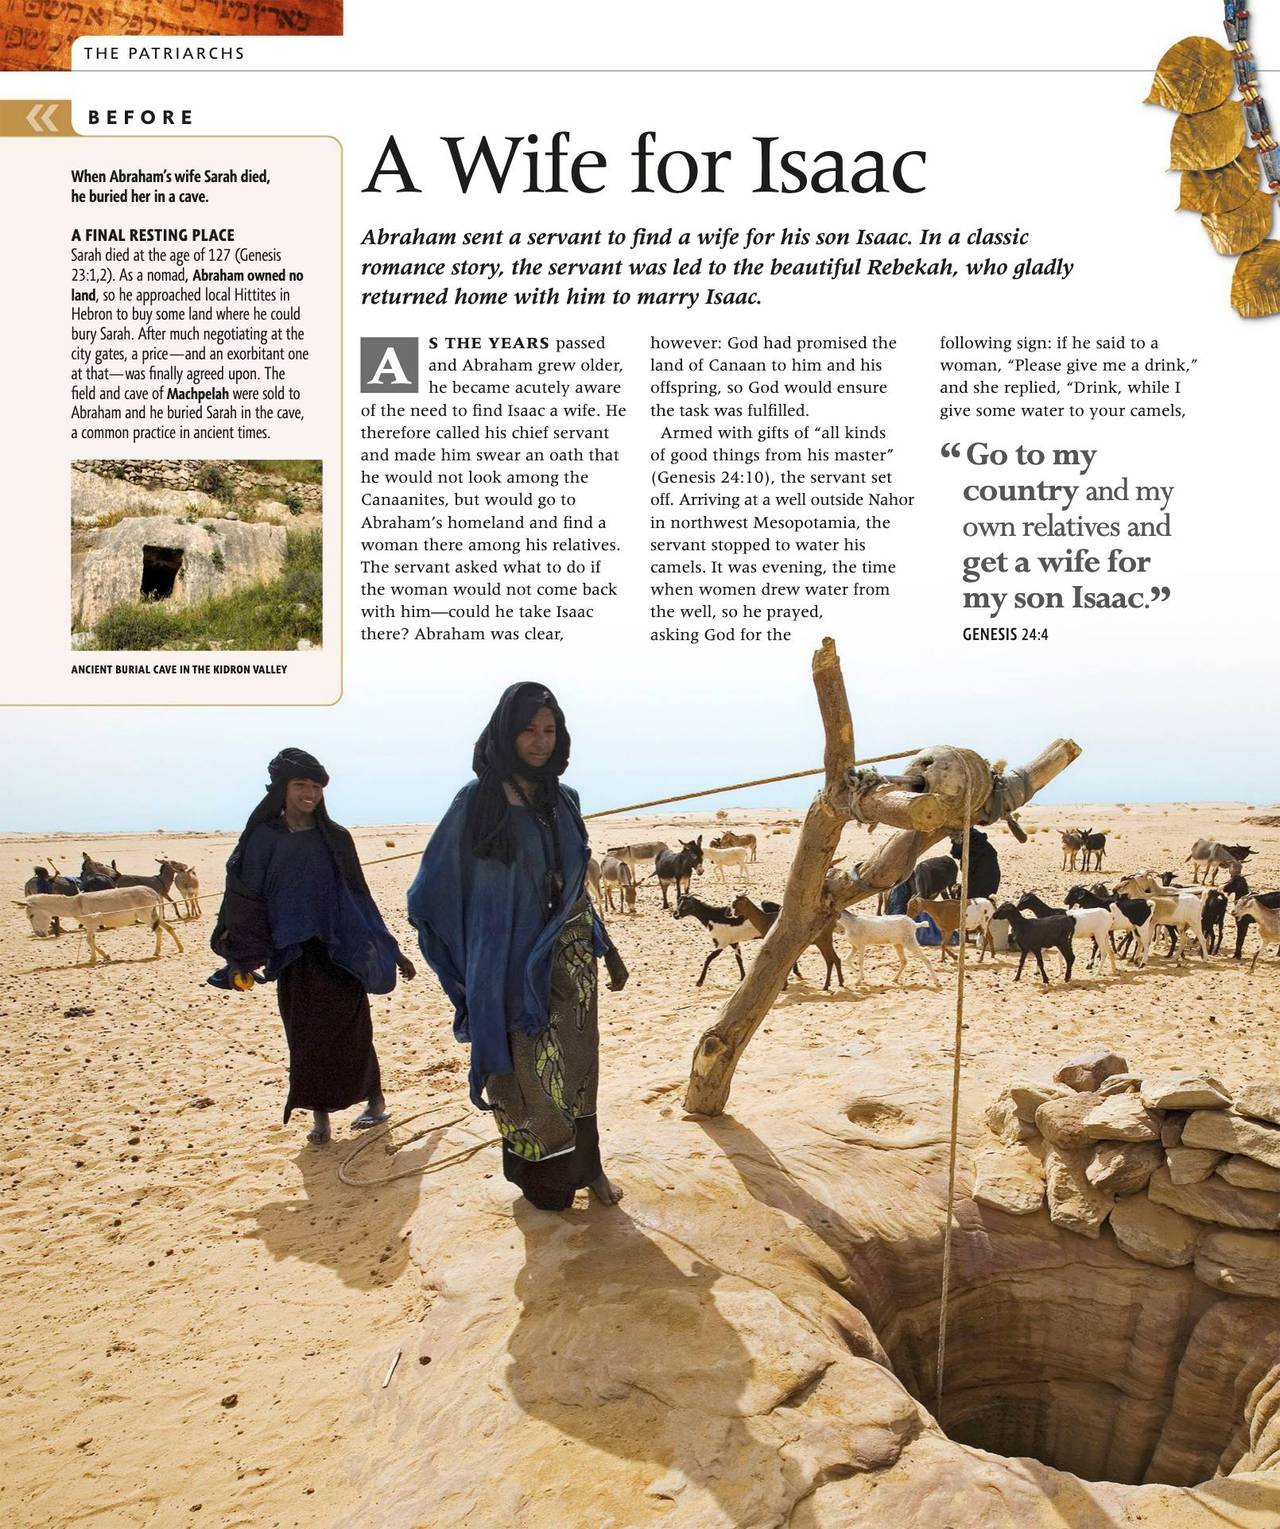 THE PATRIARCHS
BEFORE
When Abraham's wife Sarah died,
he buried her in a cave.
A FINAL RESTING PLACE
Sarah died at the age of 127 (Genesis
23:1,2). As a nomad, Abraham owned no
land, so he approached local Hittites in
Hebron to buy some land where he could
bury Sarah. After much negotiating at the
city gates, a price—and an exorbitant one
at that—was finally agreed upon. The
field and cave of Machpelah were sold to
Abraham and he buried Sarah in the cave,
a common practice in ancient times.
ANCIENT BURIAL CAVE IN THE KIDRON VALLEY
A Wife for Isaac
Abraham sent a servant to find a wife for his son Isaac. In a classic
romance story, the servant was led to the beautiful Rebekah, who gladly
returned home with him to marry Isaac.
AS THE YEARS passed
and Abraham grew older,
he became acutely aware
of the need to find Isaac a wife. He
therefore called his chief servant
and made him swear an oath that
he would not look among the
Canaanites, but would go to
Abraham's homeland and find a
woman there among his relatives.
The servant asked what to do if
the woman would not come back
with him—could he take Isaac
there? Abraham was clear,
however: God had promised the
land of Canaan to him and his
offspring, so God would ensure
the task was fulfilled.
Armed with gifts of “all kinds
of good things from his master”
(Genesis 24:10), the servant set
off. Arriving at a well outside Nahor
in northwest Mesopotamia, the
servant stopped to water his
camels. It was evening, the time
when women drew water from
the well, so he prayed,
asking God for the
following sign: if he said to a
woman, “Please give me a drink,”
and she replied, “Drink, while I
give some water to your camels,
“Go to my
country and my
own relatives and
get a wife for
my son Isaac.”
GENESIS 24:4